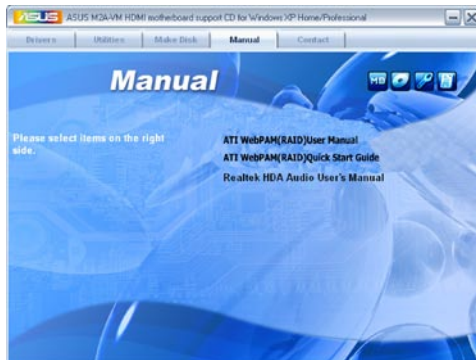 ASUS ASUS M2A-VM HDMI motherboard support CD for Windows XP Home/Professional
Drivers Utilities Make Disk Manual Contact
Manual
Please select items on the right
side.
ATI WebPAM(RAID)User Manual
ATI WebPAM(RAID)Quick Start Guide
Realtek HDA Audio User's Manual